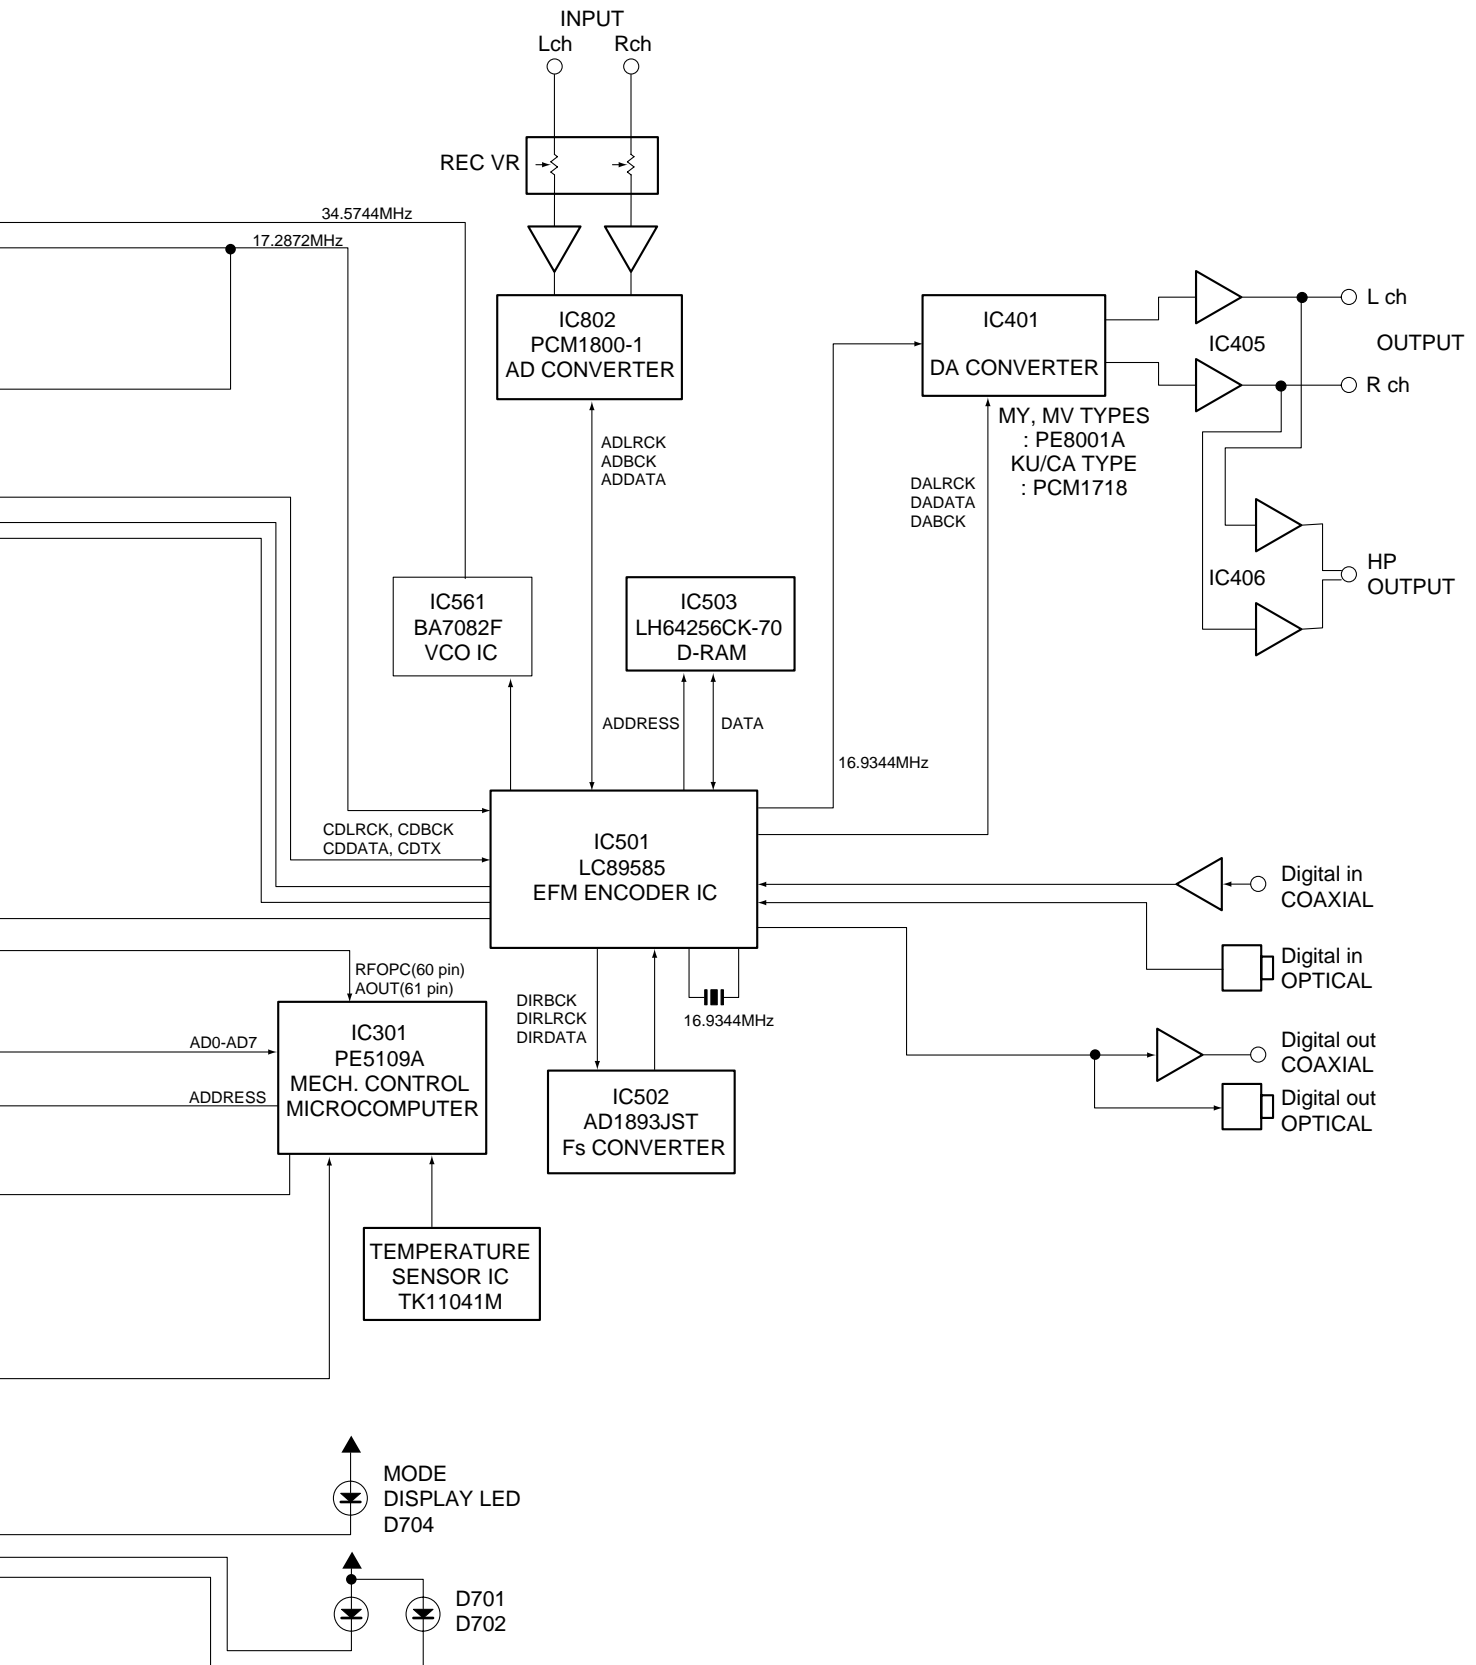 INPUT
Lch Rch
REC VR
34.5744MHz
17.2872MHz
IC802
PCM1800-1
AD CONVERTER
IC401
DA CONVERTER
MY, MV TYPES
: PE8001A
KU/CA TYPE
: PCM1718
L ch
IC405
OUTPUT
R ch
ADLRCK
ADBCK
ADDATA
DALRCK
DADATA
DABCK
IC406
HP
OUTPUT
IC561
BA7082F
VCO IC
IC503
LH64256CK-70
D-RAM
ADDRESS
DATA
16.9344MHz
CDLRCK, CDBCK
CDDATA, CDTX
IC501
LC89585
EFM ENCODER IC
Digital in
COAXIAL
Digital in
OPTICAL
RFOPC(60 pin)
AOUT(61 pin)
DIRBCK
DIRLRCK
DIRDATA
16.9344MHz
AD0-AD7
ADDRESS
IC301
PE5109A
MECH. CONTROL
MICROCOMPUTER
IC502
AD1893JST
Fs CONVERTER
Digital out
COAXIAL
Digital out
OPTICAL
TEMPERATURE
SENSOR IC
TK11041M
MODE
DISPLAY LED
D704
D701
D702